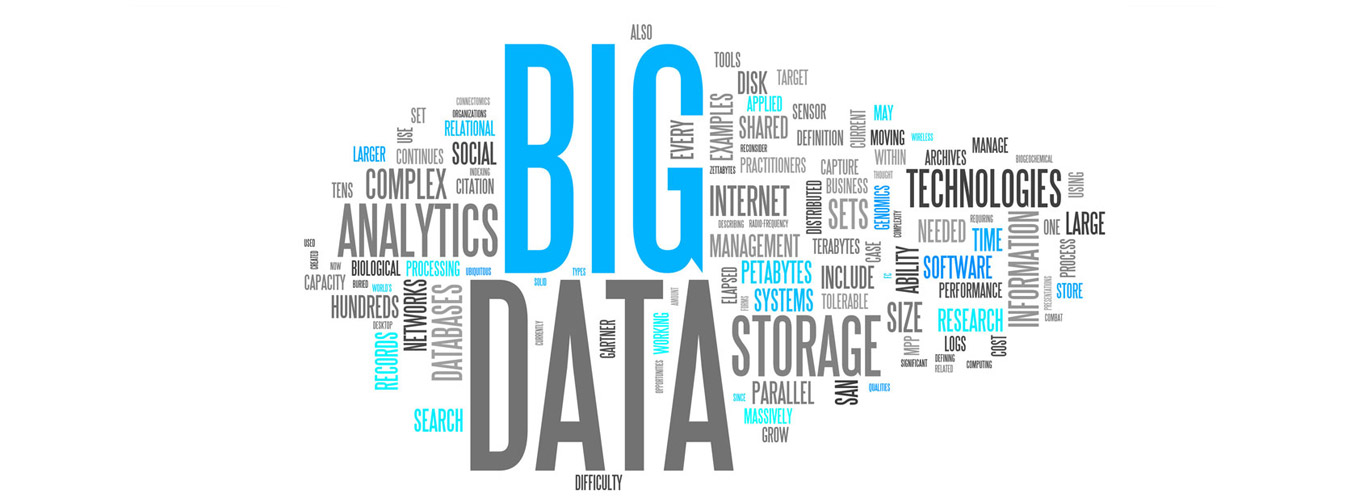 ALSO
BIG
DATA
TOOLS
DISK
TARGET
APPLIED
EXAMPLES
EVERY
SHARED
SENSOR
DEFINITION
CURRENT
MAY
MOVING
WIRELESS
RECONSIDER
ZETTABYTES
PRACTITIONERS
CAPTURE
WITHIN
THOUGHT
ARCHIVES
MANAGE
BIOGEOCHEMICAL
CONNECTOMICS
ORGANIZATIONS
SET
USE
RELATIONAL
LARGER
CONTINUES
SOCIAL
INDEXING
TENS
COMPLEX
CITATION
ANALYTICS
INTERNET
DISTRIBUTED
BUSINESS
SETS
GENOMICS
COMPLEXITY
TECHNOLOGIES
USING
DESCRIBING
RADIO-FREQUENCY
MANAGEMENT
TERABYTES
CASE
NEEDED
REQUIRING
TIME
INFORMATION
ONE
LARGE
USED
CREATED
NOW
BIOLOGICAL
PROCESSING
UBIQUITOUS
CAPACITY
BURIED
WORLD'S
SOLID
TYPES
ELAPSED
PETABYTES
INCLUDE
ABILITY
SOFTWARE
PROCESS
HUNDREDS
NETWORKS
DATABASES
DESKTOP
RECORDS
SEARCH
CURRENTLY
GARTNER
AMOUNT
WORKING
OPPORTUNITIES
FORMS
SYSTEMS
TOLERABLE
PERFORMANCE
PRESENTATIONS
STORE
STORAGE
SIZE
RESEARCH
COMBAT
MPP
LOGS
COST
SIGNIFICANT
DEFINING
RELATED
COMPUTING
SINCE
PARALLEL
SAN
QUALITIES
MASSIVELY
GROW
DIFFICULTY